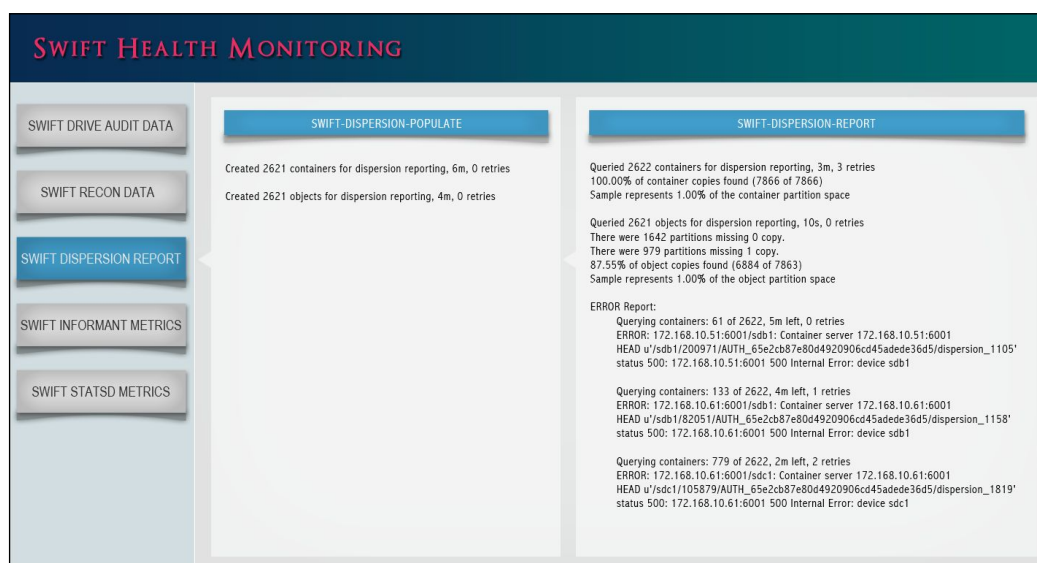 SWIFT HEALTH MONITORING
SWIFT DRIVE AUDIT DATA
SWIFT RECON DATA
SWIFT DISPERSION REPORT
SWIFT INFORMANT METRICS
SWIFT STATSD METRICS
SWIFT-DISPERSION-POPULATE
Created 2621 containers for dispersion reporting, 6m, 0 retries
Created 2621 objects for dispersion reporting, 4m, 0 retries
SWIFT-DISPERSION-REPORT
Queried 2622 containers for dispersion reporting, 3m, 3 retries
100.00% of container copies found (7866 of 7866)
Sample represents 1.00% of the container partition space
Queried 2621 objects for dispersion reporting, 10s, 0 retries
There were 1642 partitions missing 0 copy.
There were 979 partitions missing 1 copy.
87.55% of object copies found (6884 of 7863)
Sample represents 1.00% of the object partition space
ERROR Report:
Querying containers: 61 of 2622, 5m left, 0 retries
ERROR: 172.168.10.51:6001/sdb1: Container server 172.168.10.51:6001
HEAD u'/sdb1/200971/AUTH_65e2cb87e80d4920906cd45adede36d5/dispersion_1105'
status 500: 172.168.10.51:6001 500 Internal Error: device sdb1
Querying containers: 133 of 2622, 4m left, 1 retries
ERROR: 172.168.10.61:6001/sdb1: Container server 172.168.10.61:6001
HEAD u'/sdb1/82051/AUTH_65e2cb87e80d4920906cd45adede36d5/dispersion_1158'
status 500: 172.168.10.61:6001 500 Internal Error: device sdb1
Querying containers: 779 of 2622, 2m left, 2 retries
ERROR: 172.168.10.61:6001/sdc1: Container server 172.168.10.61:6001
HEAD u'/sdc1/105879/AUTH_65e2cb87e80d4920906cd45adede36d5/dispersion_1819'
status 500: 172.168.10.61:6001 500 Internal Error: device sdc1